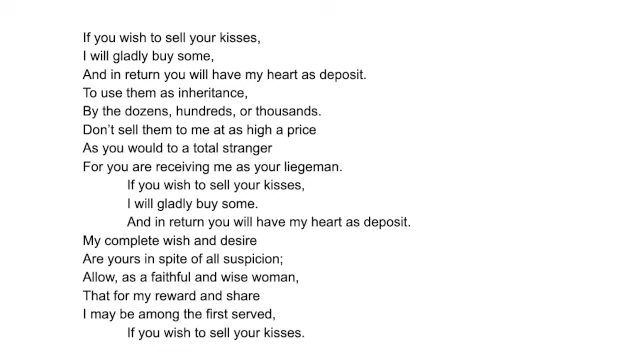 If you wish to sell your kisses,
I will gladly buy some,
And in return you will have my heart as deposit.
To use them as inheritance,
By the dozens, hundreds, or thousands.
Don't sell them to me at as high a price
As you would to a total stranger
For you are receiving me as your liegeman.
If you wish to sell your kisses,
I will gladly buy some.
And in return you will have my heart as deposit.
My complete wish and desire
Are yours in spite of all suspicion;
Allow, as a faithful and wise woman,
That for my reward and share
I may be among the first served,
If you wish to sell your kisses.